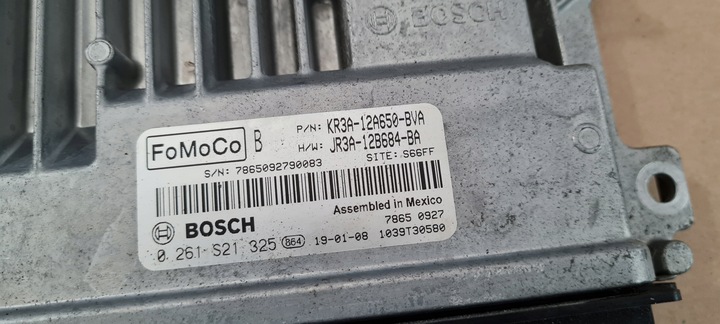 BOSCH
FoMoCo B P/N: KR3A-12A650-BVA
H/W: JR3A-12B684-BA
S/N: 7865092790083 SITE: S66FF
BOSCH Assembled in Mexico
7865 0927
0 261 S21 325 864 19-01-08 1039T30580